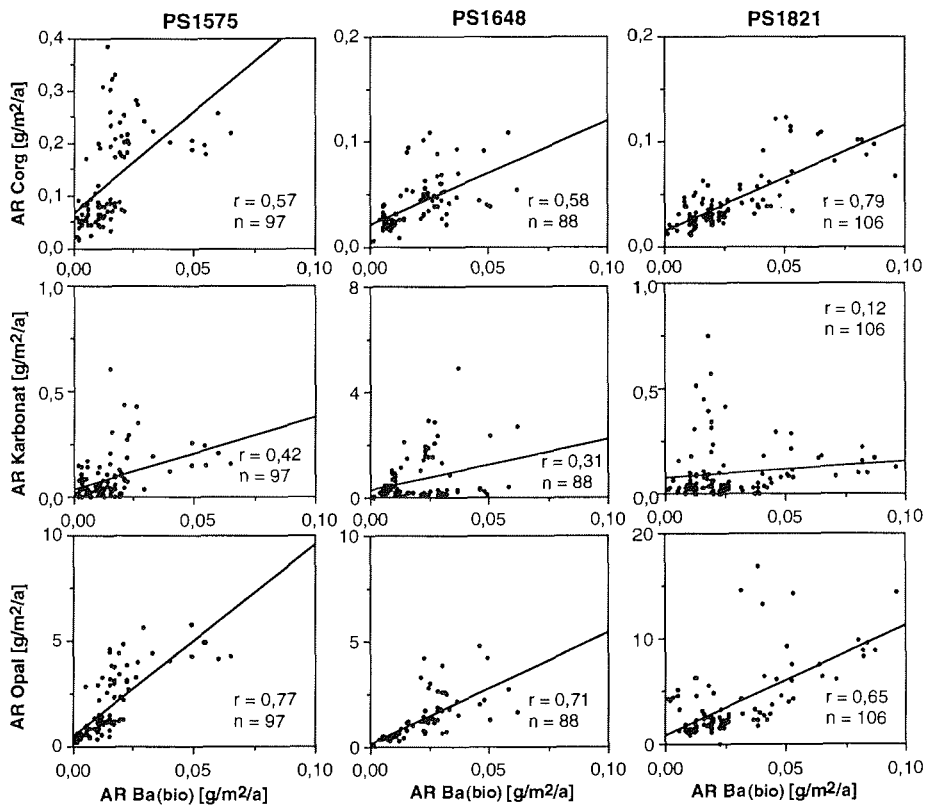 PS1575 PS1648 PS1821
AR Corg [g/m2/a]
0,4
0,3
0,2
0,1
0,0
r = 0,57
n = 97
0,00 0,05 0,10
0,2
0,1
0,0
r = 0,58
n = 88
0,00 0,05 0,10
0,2
0,1
0,0
r = 0,79
n = 106
0,00 0,05 0,10
AR Karbonat [g/m2/a]
1,0
0,5
0,0
r = 0,42
n = 97
0,00 0,05 0,10
8
4
0
r = 0,31
n = 88
0,00 0,05 0,10
1,0
0,5
0,0
r = 0,12
n = 106
0,00 0,05 0,10
AR Opal [g/m2/a]
10
5
0
r = 0,77
n = 97
0,00 0,05 0,10
AR Ba(bio) [g/m2/a]
10
5
0
r = 0,71
n = 88
0,00 0,05 0,10
AR Ba(bio) [g/m2/a]
20
10
0
r = 0,65
n = 106
0,00 0,05 0,10
AR Ba(bio) [g/m2/a]